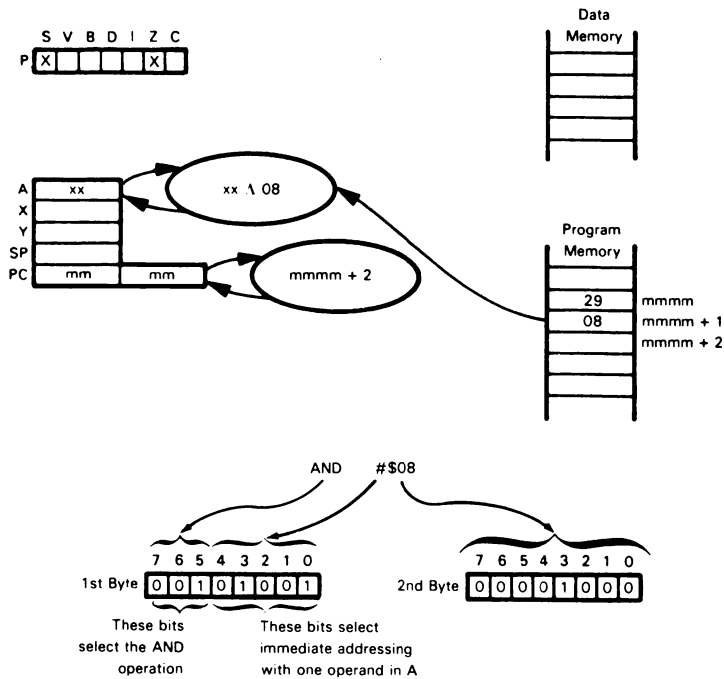 S V B D I Z C
P X X
Data
Memory
A xx
xx Λ 08
X
Y
SP
PC mm mm
mmmm + 2
Program
Memory
29 mmmm
08 mmmm + 1
mmmm + 2
AND #$08
7 6 5 4 3 2 1 0
1st Byte 0 0 1 0 1 0 0 1
7 6 5 4 3 2 1 0
2nd Byte 0 0 0 0 1 0 0 0
These bits
select the AND
operation
These bits select
immediate addressing
with one operand in A